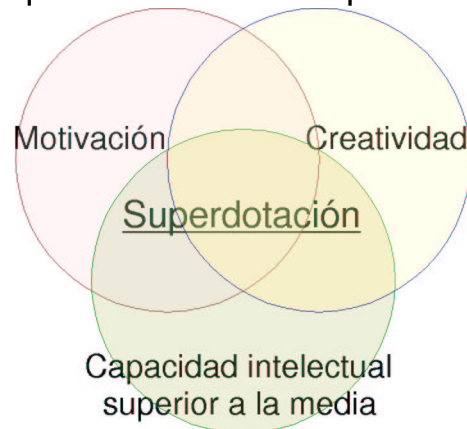 Motivación
Creatividad
Superdotación
Capacidad intelectual
superior a la media